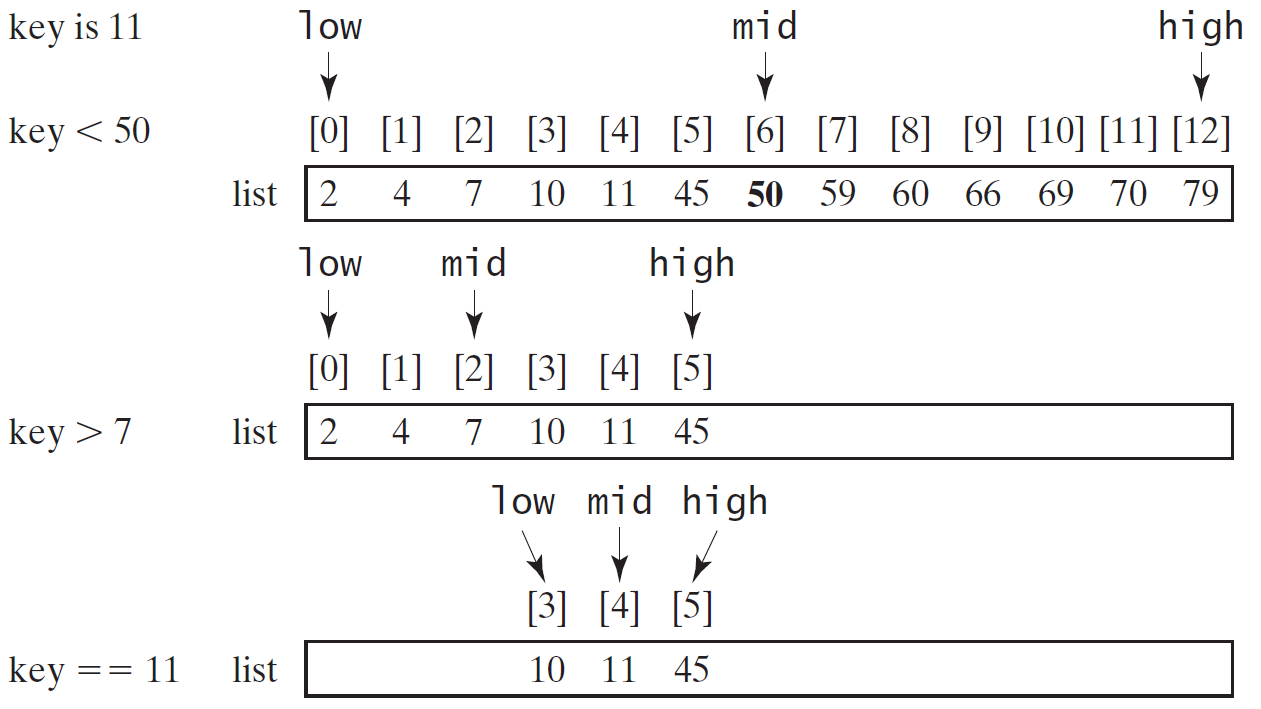 key is 11 low mid high
key < 50 [0] [1] [2] [3] [4] [5] [6] [7] [8] [9] [10] [11] [12]
list 2 4 7 10 11 45 50 59 60 66 69 70 79
low mid high
[0] [1] [2] [3] [4] [5]
key > 7 list 2 4 7 10 11 45
low mid high
[3] [4] [5]
key == 11 list 10 11 45